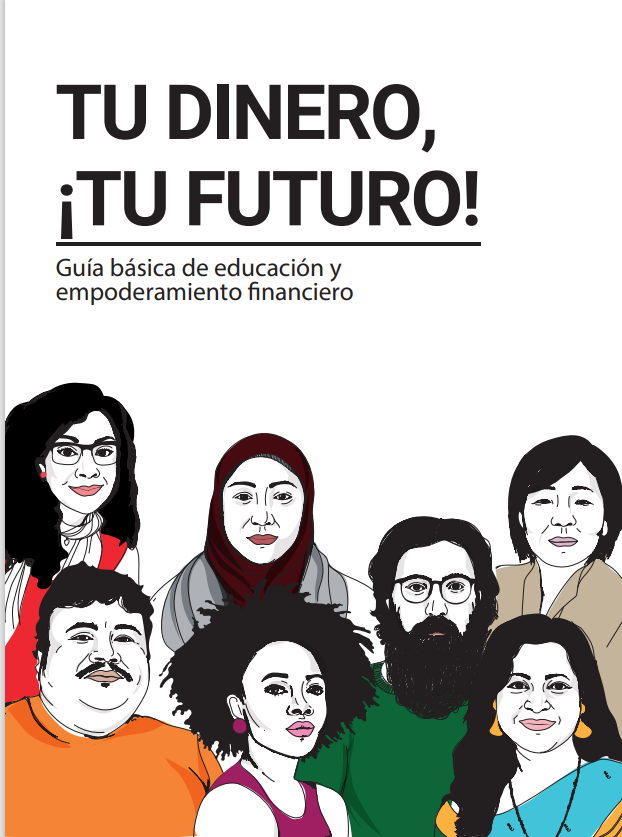 TU DINERO,
¡TU FUTURO!
Guía básica de educación y
empoderamiento financiero